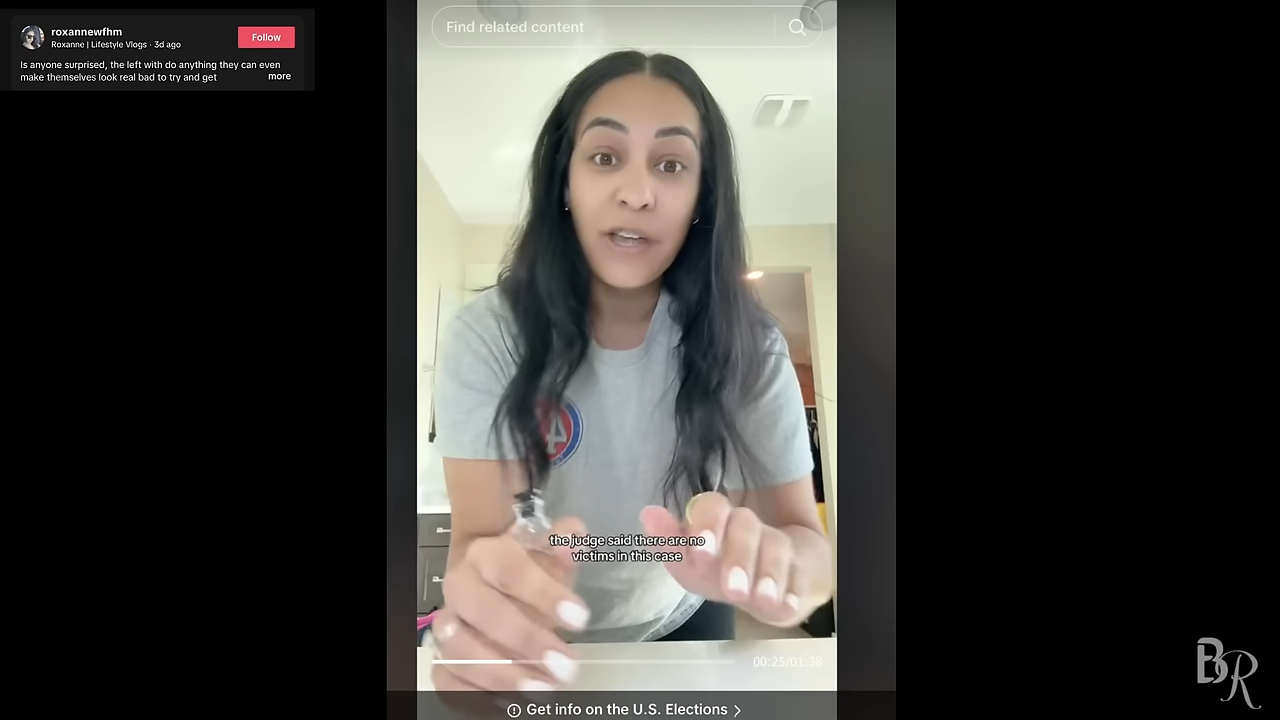 roxannewfhm
Roxanne | Lifestyle Vlogs · 3d ago
Follow
Is anyone surprised, the left with do anything they can even
make themselves look real bad to try and get
more
Find related content
the judge said there are no
victims in this case
00:25/01:38
Get info on the U.S. Elections
BR